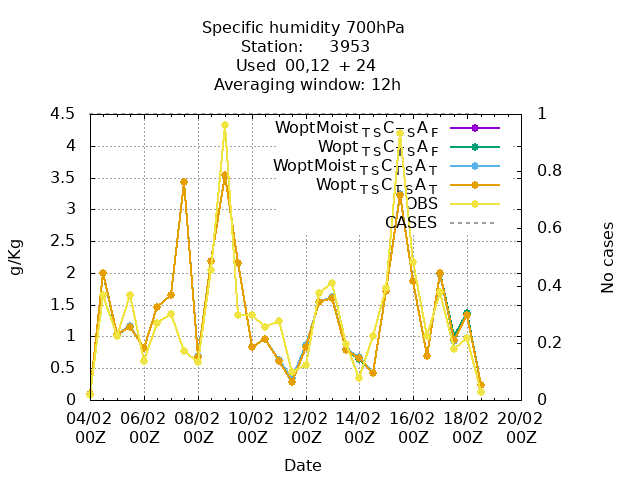 Specific humidity 700hPa
Station: 3953
Used 00,12 + 24
Averaging window: 12h
WoptMoist TS C TS A F
Wopt TS C TS A F
WoptMoist TS C TS A T
Wopt TS C TS A T
OBS
CASES
g/Kg
4.5
4
3.5
3
2.5
2
1.5
1
0.5
0
No cases
1
0.8
0.6
0.4
0.2
0
04/02 06/02 08/02 10/02 12/02 14/02 16/02 18/02 20/02
00Z 00Z 00Z 00Z 00Z 00Z 00Z 00Z 00Z
Date